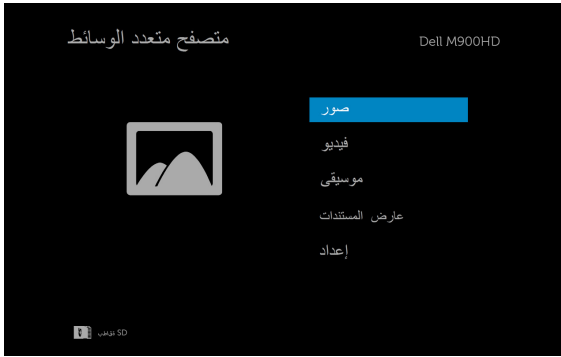 متصفح متعدد الوسائط
Dell M900HD
صور
فيديو
موسيقى
عارض المستندات
إعداد
SD